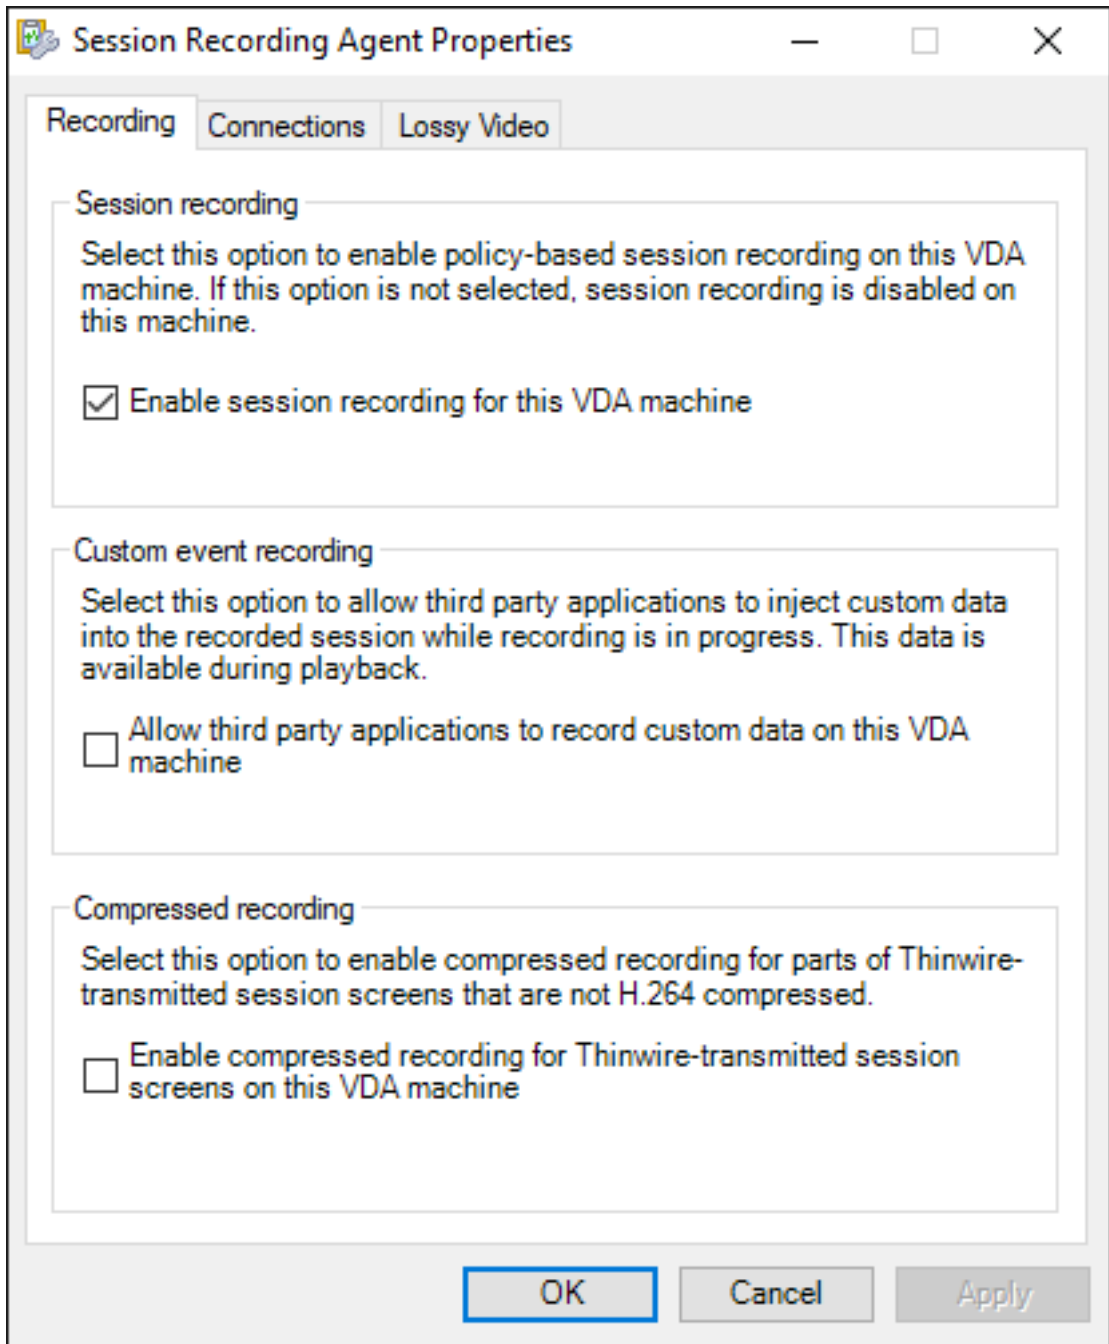 Session Recording Agent Properties
Recording
Connections
Lossy Video
Session recording
Select this option to enable policy-based session recording on this VDA
machine. If this option is not selected, session recording is disabled on
this machine.
Enable session recording for this VDA machine
Custom event recording
Select this option to allow third party applications to inject custom data
into the recorded session while recording is in progress. This data is
available during playback.
Allow third party applications to record custom data on this VDA
machine
Compressed recording
Select this option to enable compressed recording for parts of Thinwire-
transmitted session screens that are not H.264 compressed.
Enable compressed recording for Thinwire-transmitted session
screens on this VDA machine
OK
Cancel
Apply